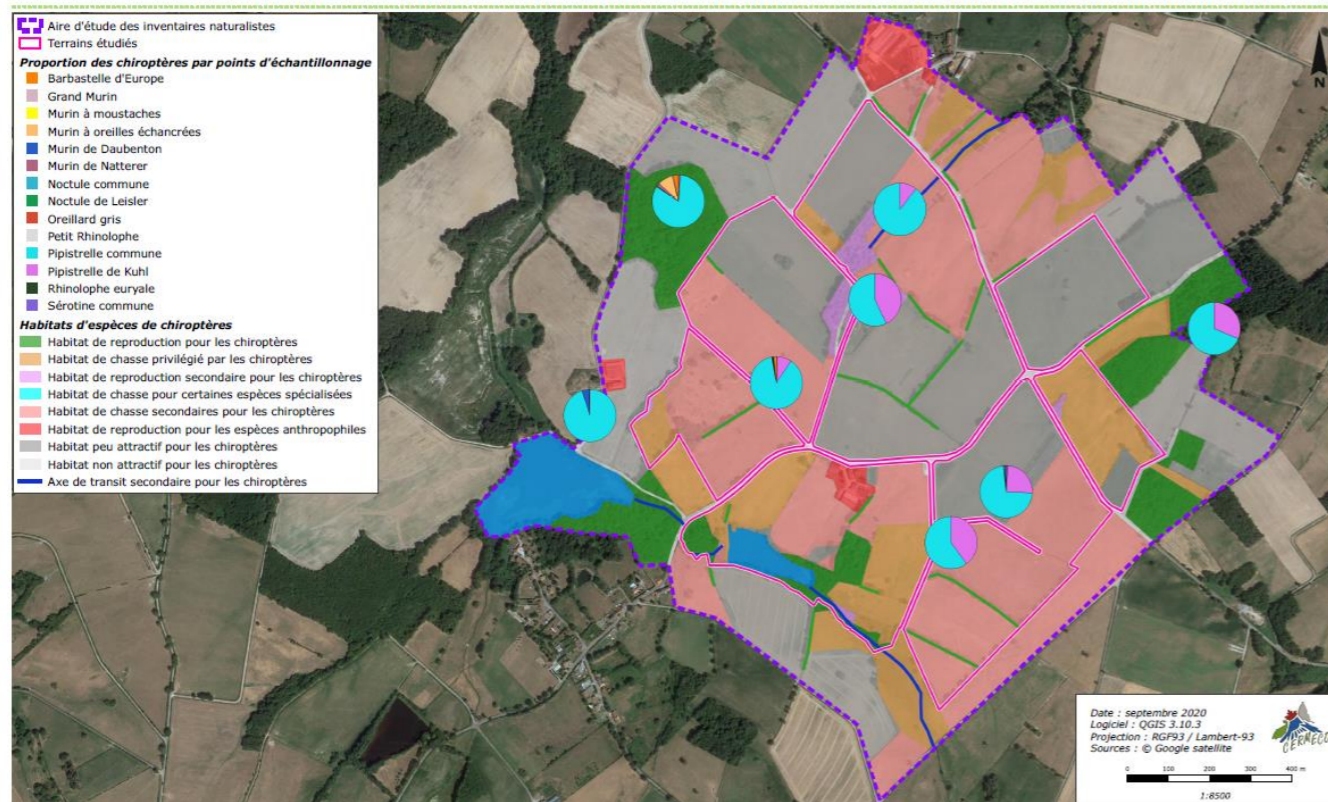 Aire d'étude des inventaires naturalistes
Terrains étudiés
Proportion des chiroptères par points d'échantillonnage
Barbastelle d'Europe
Grand Murin
Murin à moustaches
Murin à oreilles échancrées
Murin de Daubenton
Murin de Natterer
Noctule commune
Noctule de Leisler
Oreillard gris
Petit Rhinolophe
Pipistrelle commune
Pipistrelle de Kuhl
Rhinolophe euryale
Sérotine commune
Habitats d'espèces de chiroptères
Habitat de reproduction pour les chiroptères
Habitat de chasse privilégié par les chiroptères
Habitat de reproduction secondaire pour les chiroptères
Habitat de chasse pour certaines espèces spécialisées
Habitat de chasse secondaires pour les chiroptères
Habitat de reproduction pour les espèces anthropophiles
Habitat peu attractif pour les chiroptères
Habitat non attractif pour les chiroptères
Axe de transit secondaire pour les chiroptères
N
Date : septembre 2020
Logiciel : QGIS 3.10.3
Projection : RGF93 / Lambert-93
Sources : © Google satellite
CERMECO
0 100 200 300 400 m
1:8500